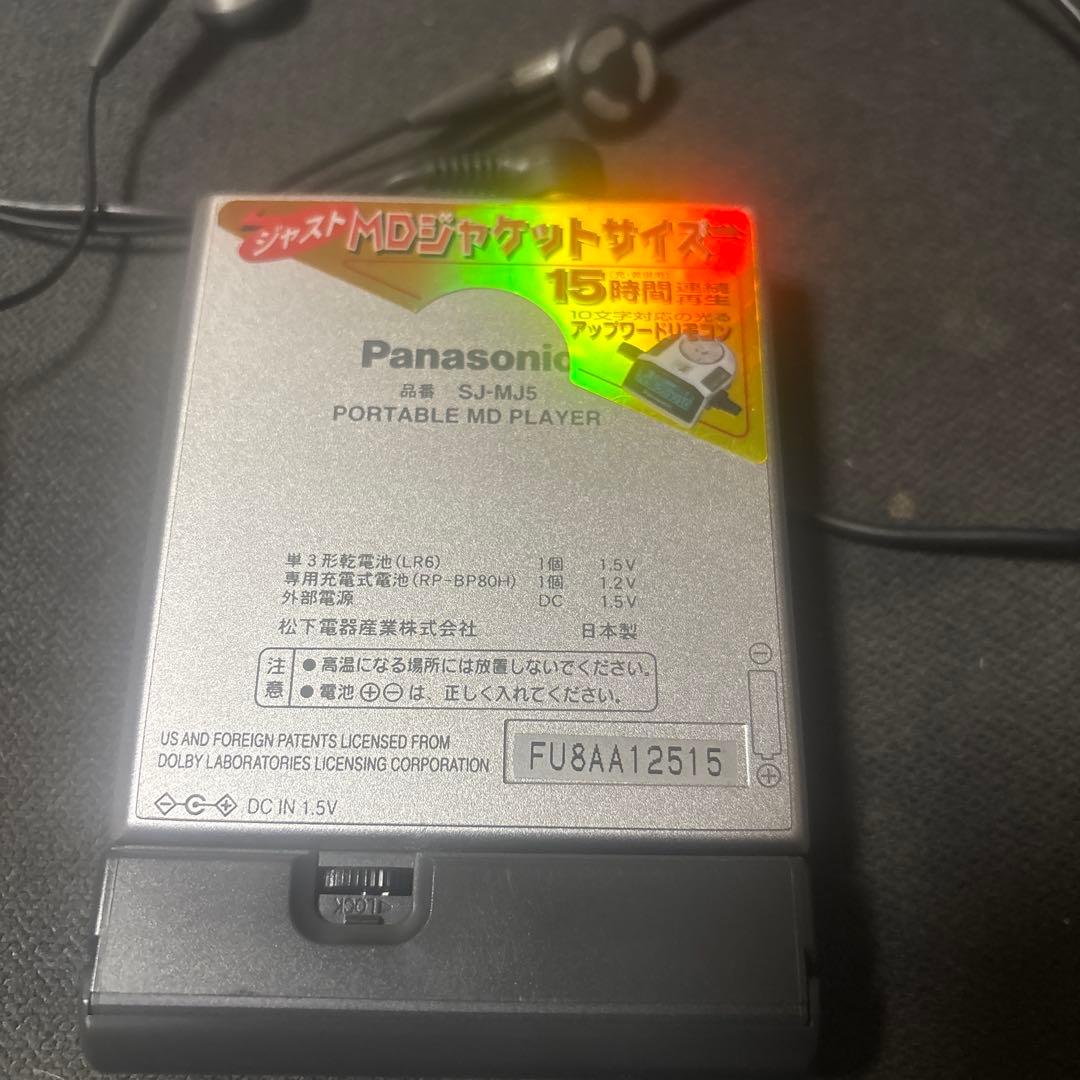 ジャスト MDジャケットサイズ
(充・乾併用)
15時間 連続再生
10文字対応の光る
アップワードリモコン
Panasonic
品番 SJ-MJ5
PORTABLE MD PLAYER
単3形乾電池(LR6) 1個 1.5V
専用充電式電池(RP-BP80H) 1個 1.2V
外部電源 DC 1.5V
松下電器産業株式会社 日本製
注意
● 高温になる場所には放置しないでください。
● 電池⊕⊖は、正しく入れてください。
US AND FOREIGN PATENTS LICENSED FROM
DOLBY LABORATORIES LICENSING CORPORATION
FU8AA12515
DC IN 1.5V
LOCK